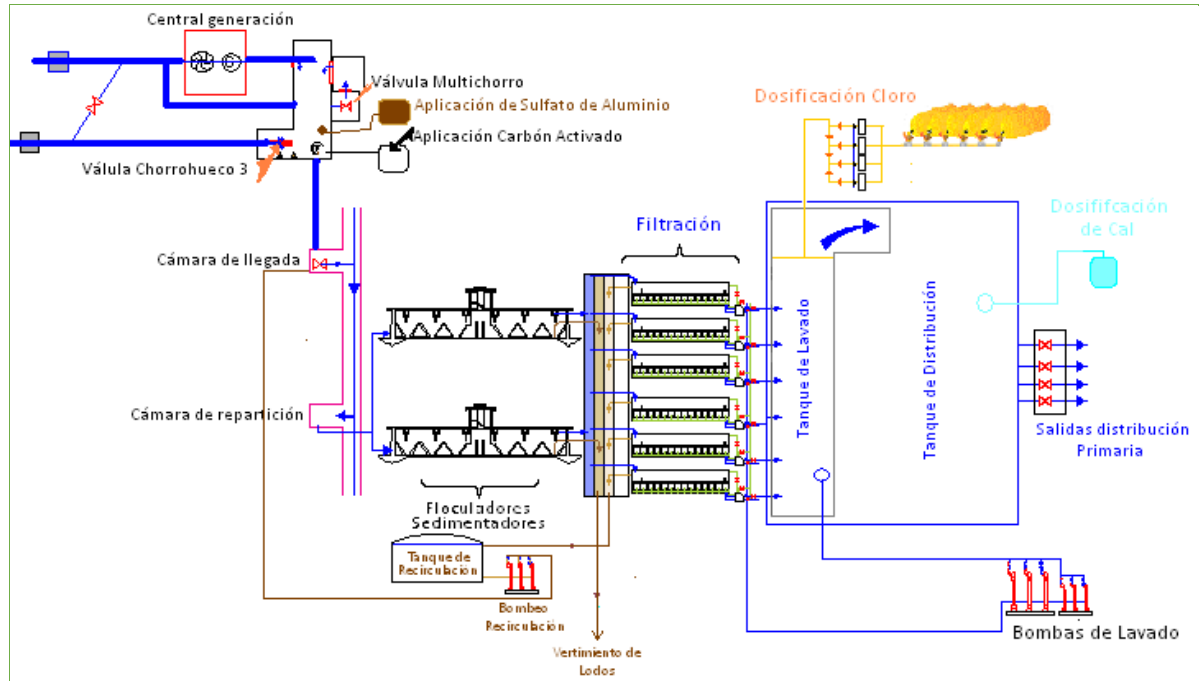 Central generación
Válvula Multichorro
Aplicación de Sulfato de Aluminio
Aplicación Carbón Activado
Válula Chorrohueco 3
Dosificación Cloro
Dosififcación
de Cal
Filtración
Cámara de llegada
Cámara de repartición
Tanque de Lavado
Tanque de Distribución
Salidas distribución
Primaria
Floculadores
Sedimentadores
Tanque de
Recirculación
Bombeo
Recirculación
Bombas de Lavado
Vertimiento de
Lodos